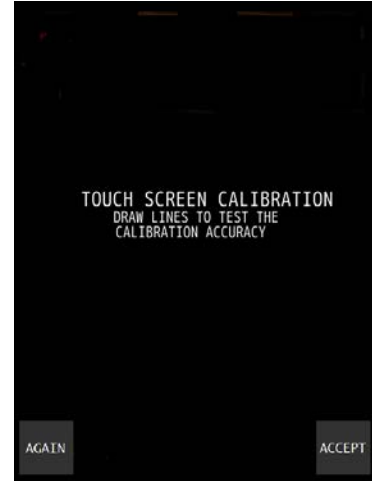 TOUCH SCREEN CALIBRATION
DRAW LINES TO TEST THE
CALIBRATION ACCURACY
AGAIN
ACCEPT